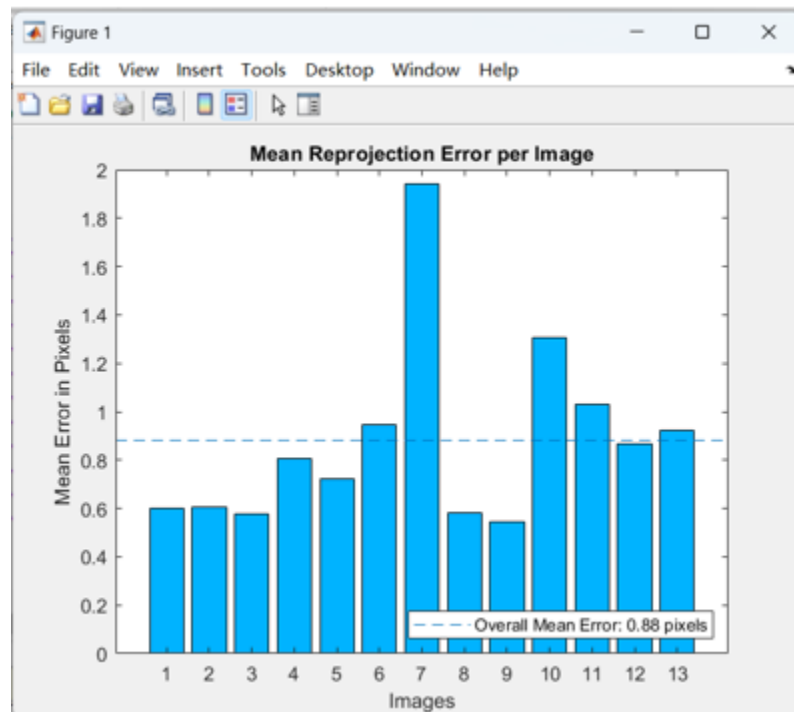 Figure 1
File Edit View Insert Tools Desktop Window Help
Mean Reprojection Error per Image
Mean Error in Pixels
2
1.8
1.6
1.4
1.2
1
0.8
0.6
0.4
0.2
0
Overall Mean Error: 0.88 pixels
1 2 3 4 5 6 7 8 9 10 11 12 13
Images